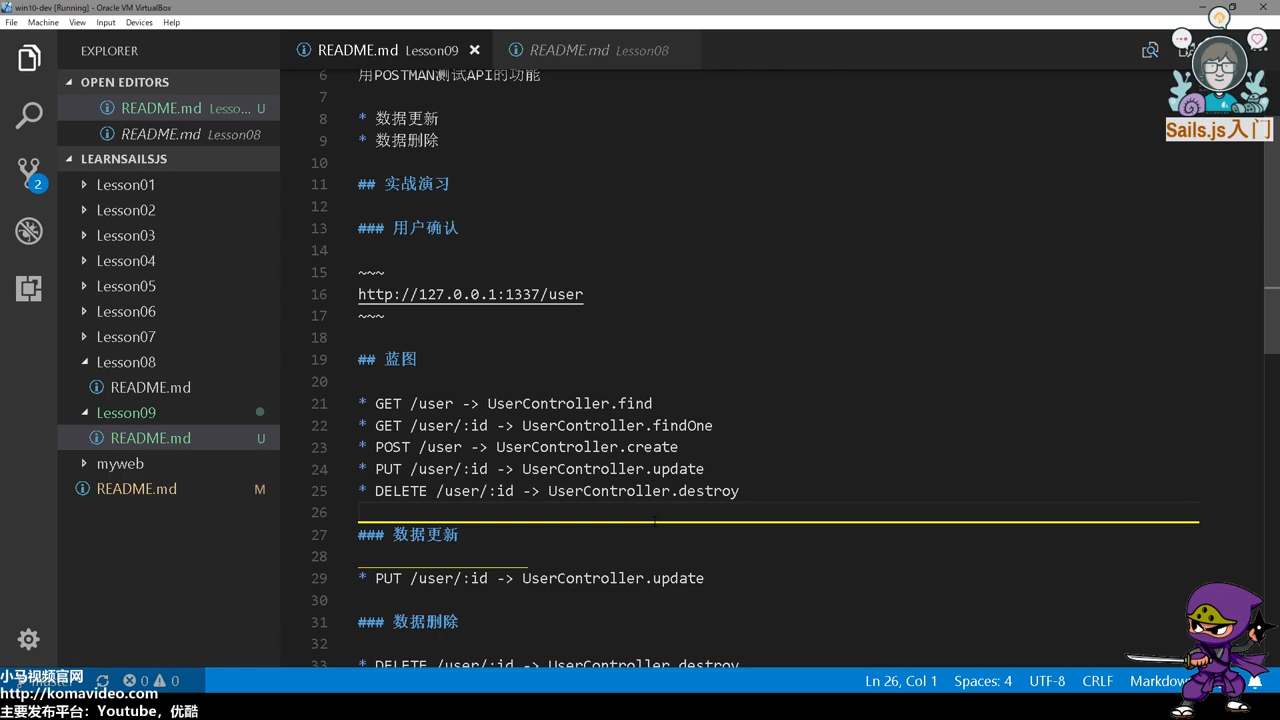 win10-dev [Running] - Oracle VM VirtualBox
File Machine View Input Devices Help
EXPLORER
README.md Lesson09
README.md Lesson08
OPEN EDITORS
README.md Lesso... U
README.md Lesson08
LEARNSAILSJS
Lesson01
Lesson02
Lesson03
Lesson04
Lesson05
Lesson06
Lesson07
Lesson08
README.md
Lesson09
README.md U
myweb
README.md M
2
6 用POSTMAN测试API的功能
7
8 * 数据更新
9 * 数据删除
10
11 ## 实战演习
12
13 ### 用户确认
14
15 ~~~
16 http://127.0.0.1:1337/user
17 ~~~
18
19 ## 蓝图
20
21 * GET /user -> UserController.find
22 * GET /user/:id -> UserController.findOne
23 * POST /user -> UserController.create
24 * PUT /user/:id -> UserController.update
25 * DELETE /user/:id -> UserController.destroy
26
27 ### 数据更新
28
29 * PUT /user/:id -> UserController.update
30
31 ### 数据删除
32
33 * DELETE /user/:id -> UserController.destroy
Sails.js入门
小马视频官网
http://komavideo.com
主要发布平台：Youtube，优酷
0 0
Ln 26, Col 1 Spaces: 4 UTF-8 CRLF Markdow